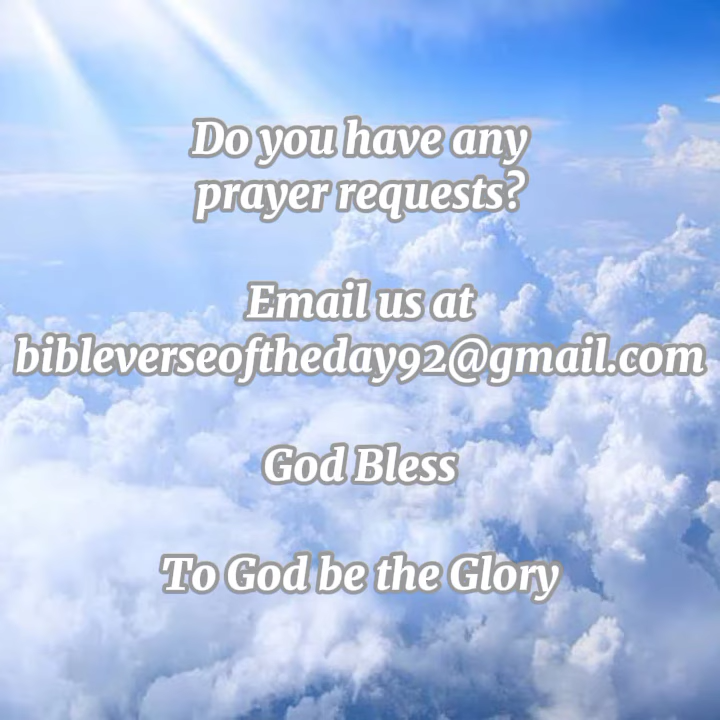 Do you have any
prayer requests?
Email us at
bibleverseoftheday92@gmail.com
God Bless
To God be the Glory